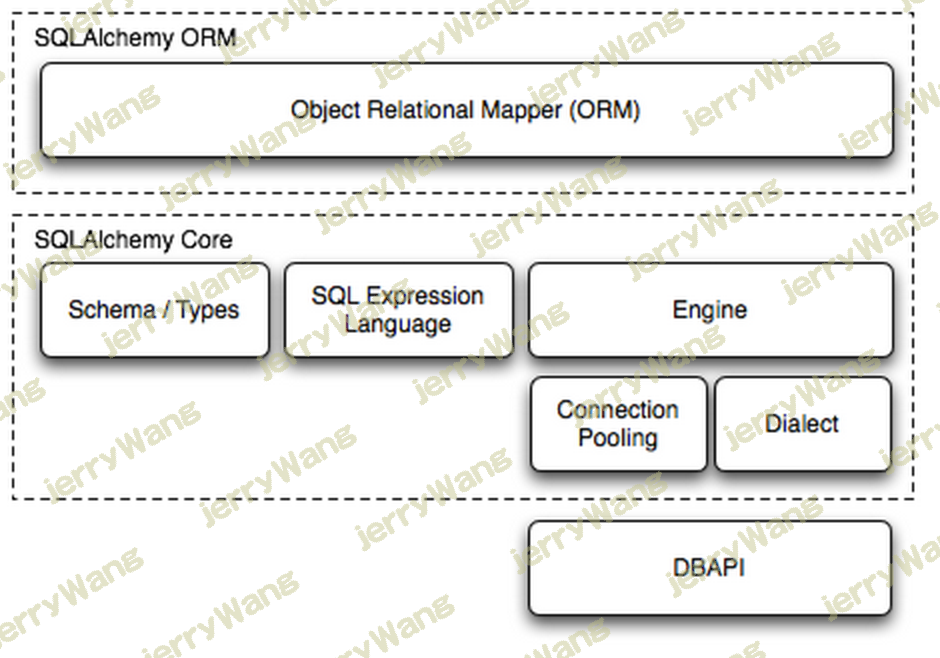 SQLAlchemy ORM
Object Relational Mapper (ORM)
SQLAlchemy Core
Schema / Types
SQL Expression
Language
Engine
Connection
Pooling
Dialect
DBAPI
jerryWang